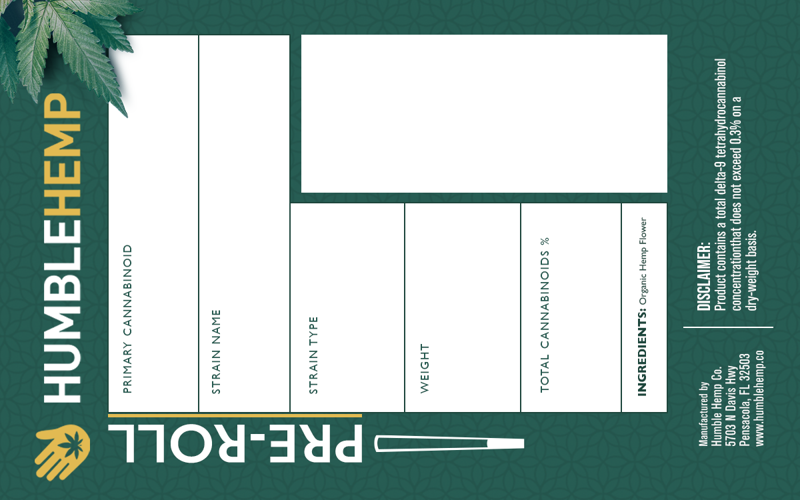 HUMBLEHEMP
PRE-ROLL
PRIMARY CANNABINOID
STRAIN NAME
STRAIN TYPE
WEIGHT
TOTAL CANNABINOIDS %
INGREDIENTS: Organic Hemp Flower
Manufactured by
Humble Hemp Co.
5703 N Davis Hwy
Pensacola, FL 32503
www.humblehemp.co
DISCLAIMER:
Product contains a total delta-9 tetrahydrocannabinol
concentrationthat does not exceed 0.3% on a
dry-weight basis.